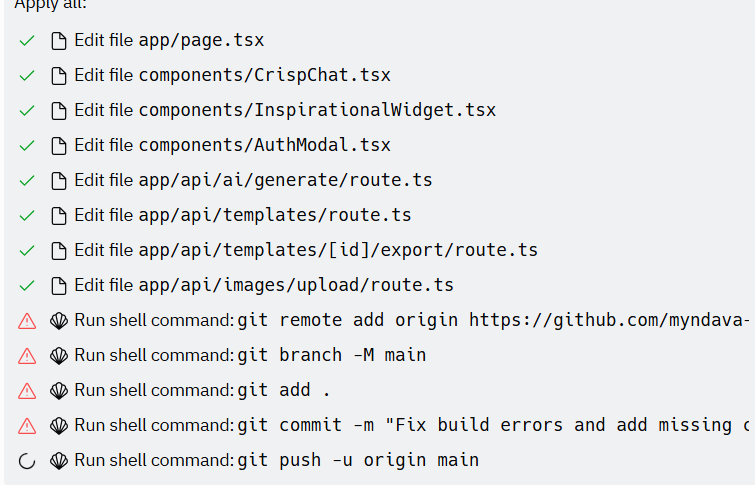 Apply all:
Edit file app/page.tsx
Edit file components/CrispChat.tsx
Edit file components/InspirationalWidget.tsx
Edit file components/AuthModal.tsx
Edit file app/api/ai/generate/route.ts
Edit file app/api/templates/route.ts
Edit file app/api/templates/[id]/export/route.ts
Edit file app/api/images/upload/route.ts
Run shell command: git remote add origin https://github.com/myndava-
Run shell command: git branch -M main
Run shell command: git add .
Run shell command: git commit -m "Fix build errors and add missing c
Run shell command: git push -u origin main